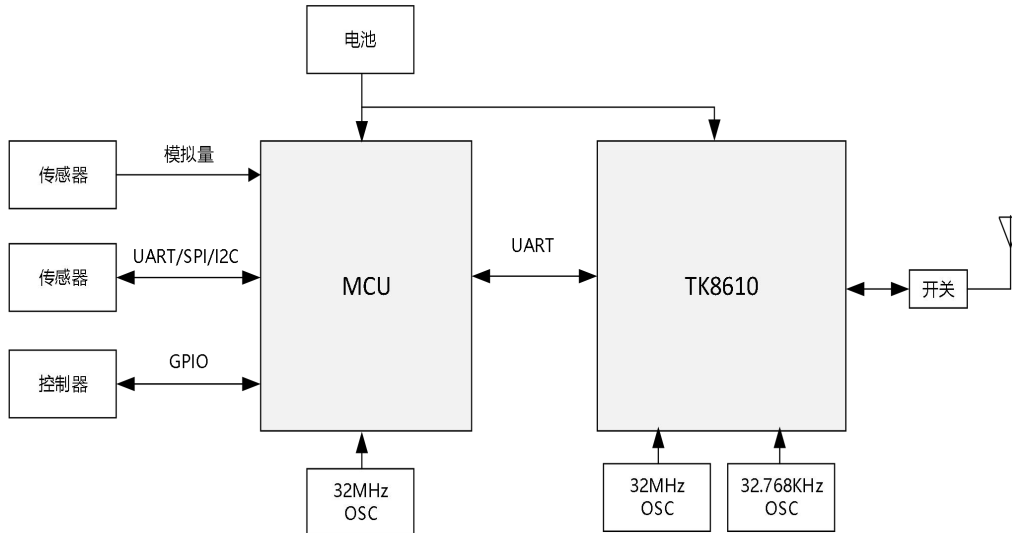 电池
传感器
模拟量
传感器
UART/SPI/I2C
MCU
UART
TK8610
开关
控制器
GPIO
32MHz
OSC
32MHz
OSC
32.768KHz
OSC